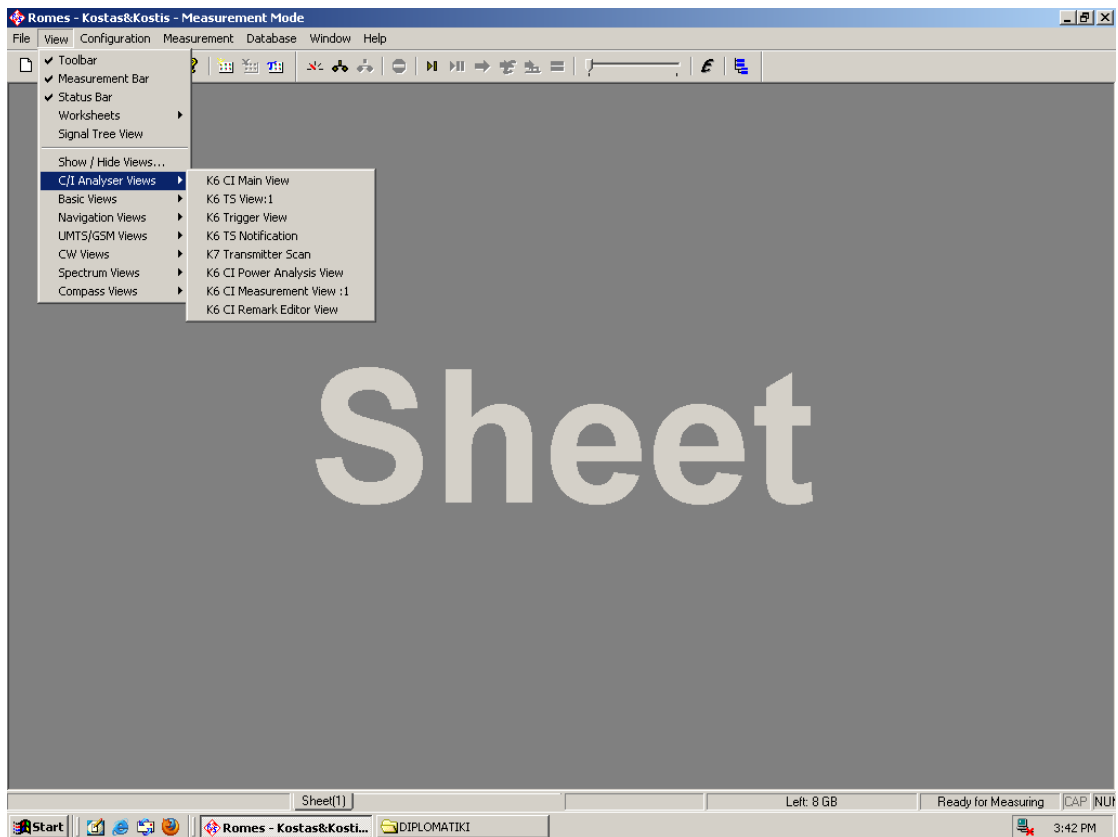 Romes - Kostas&Kostis - Measurement Mode
File View Configuration Measurement Database Window Help
Toolbar
Measurement Bar
Status Bar
Worksheets
Signal Tree View
Show / Hide Views...
C/I Analyser Views
Basic Views
Navigation Views
UMTS/GSM Views
CW Views
Spectrum Views
Compass Views
K6 CI Main View
K6 TS View:1
K6 Trigger View
K6 TS Notification
K7 Transmitter Scan
K6 CI Power Analysis View
K6 CI Measurement View :1
K6 CI Remark Editor View
Sheet
Sheet(1) Left: 8 GB Ready for Measuring CAP NU
Start Romes - Kostas&Kosti... DIPLOMATIKI 3:42 PM